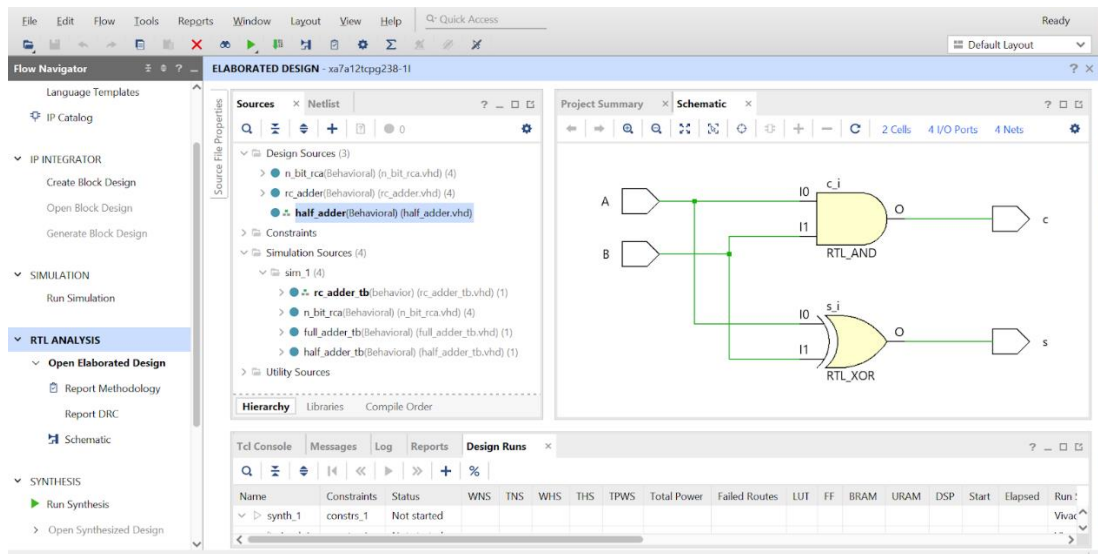 File Edit Flow Tools Reports Window Layout View Help Quick Access Ready
Default Layout
Flow Navigator ? ELABORATED DESIGN - xa7a12tcpg238-1I ? ×
Language Templates
IP Catalog
IP INTEGRATOR
Create Block Design
Open Block Design
Generate Block Design
SIMULATION
Run Simulation
RTL ANALYSIS
Open Elaborated Design
Report Methodology
Report DRC
Schematic
SYNTHESIS
Run Synthesis
Open Synthesized Design
Source File Properties
Sources × Netlist ?
0
Design Sources (3)
n_bit_rca(Behavioral) (n_bit_rca.vhd) (4)
rc_adder(Behavioral) (rc_adder.vhd) (4)
half_adder(Behavioral) (half_adder.vhd)
Constraints
Simulation Sources (4)
sim_1 (4)
rc_adder_tb(behavior) (rc_adder_tb.vhd) (1)
n_bit_rca(Behavioral) (n_bit_rca.vhd) (4)
full_adder_tb(Behavioral) (full_adder_tb.vhd) (1)
half_adder_tb(Behavioral) (half_adder_tb.vhd) (1)
Utility Sources
Hierarchy Libraries Compile Order
Project Summary × Schematic × ?
2 Cells 4 I/O Ports 4 Nets
c_i
A I0 O c
I1
B RTL_AND
s_i
I0 O s
I1
RTL_XOR
Tcl Console Messages Log Reports Design Runs × ?
Name Constraints Status WNS TNS WHS THS TPWS Total Power Failed Routes LUT FF BRAM URAM DSP Start Elapsed Run
synth_1 constrs_1 Not started